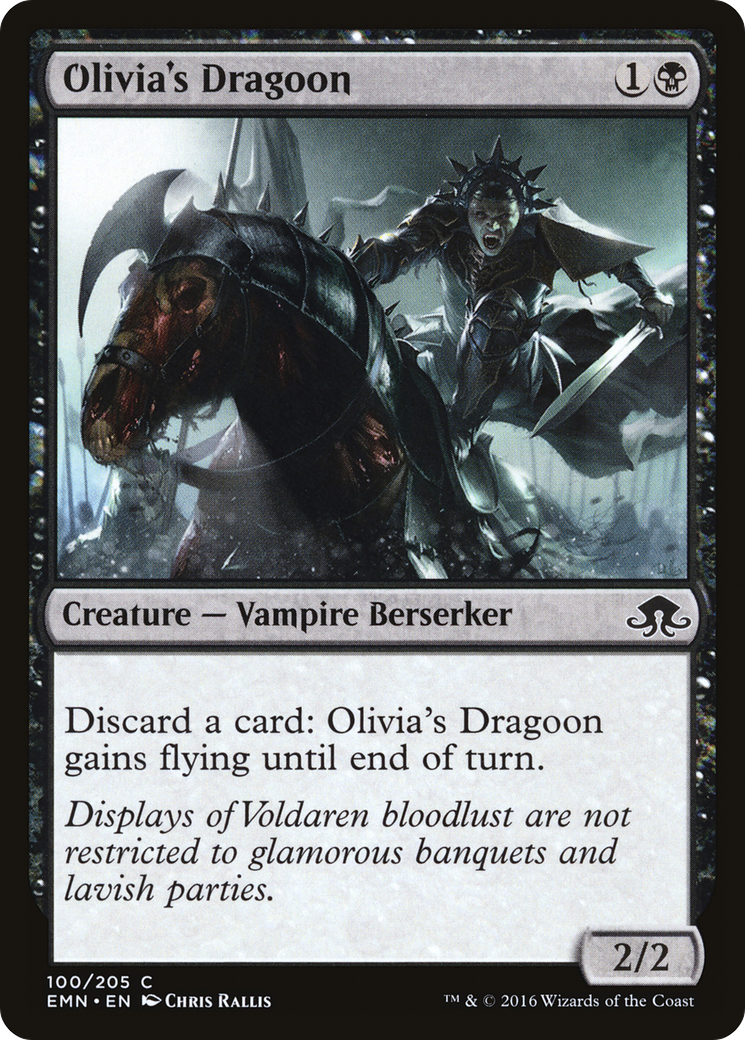 Olivia's Dragoon 1
Creature — Vampire Berserker
Discard a card: Olivia's Dragoon
gains flying until end of turn.
Displays of Voldaren bloodlust are not
restricted to glamorous banquets and
lavish parties.
2/2
100/205 C
EMN • EN Chris Rallis
™ & © 2016 Wizards of the Coast